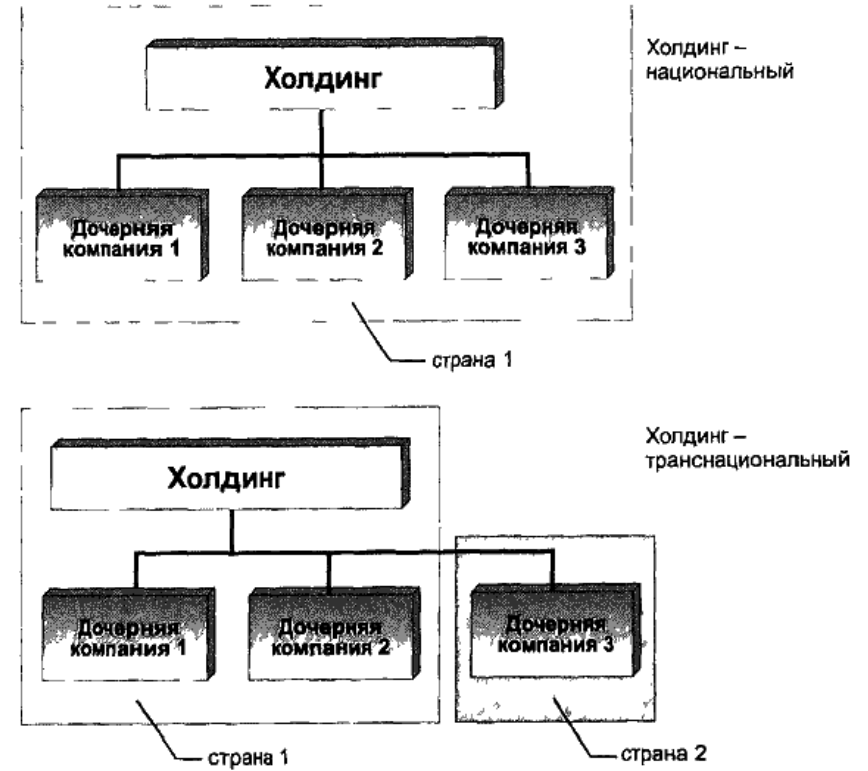 Холдинг –
национальный
Холдинг
Дочерняя
компания 1
Дочерняя
компания 2
Дочерняя
компания 3
страна 1
Холдинг –
транснациональный
Холдинг
Дочерняя
компания 1
Дочерняя
компания 2
Дочерняя
компания 3
страна 1
страна 2